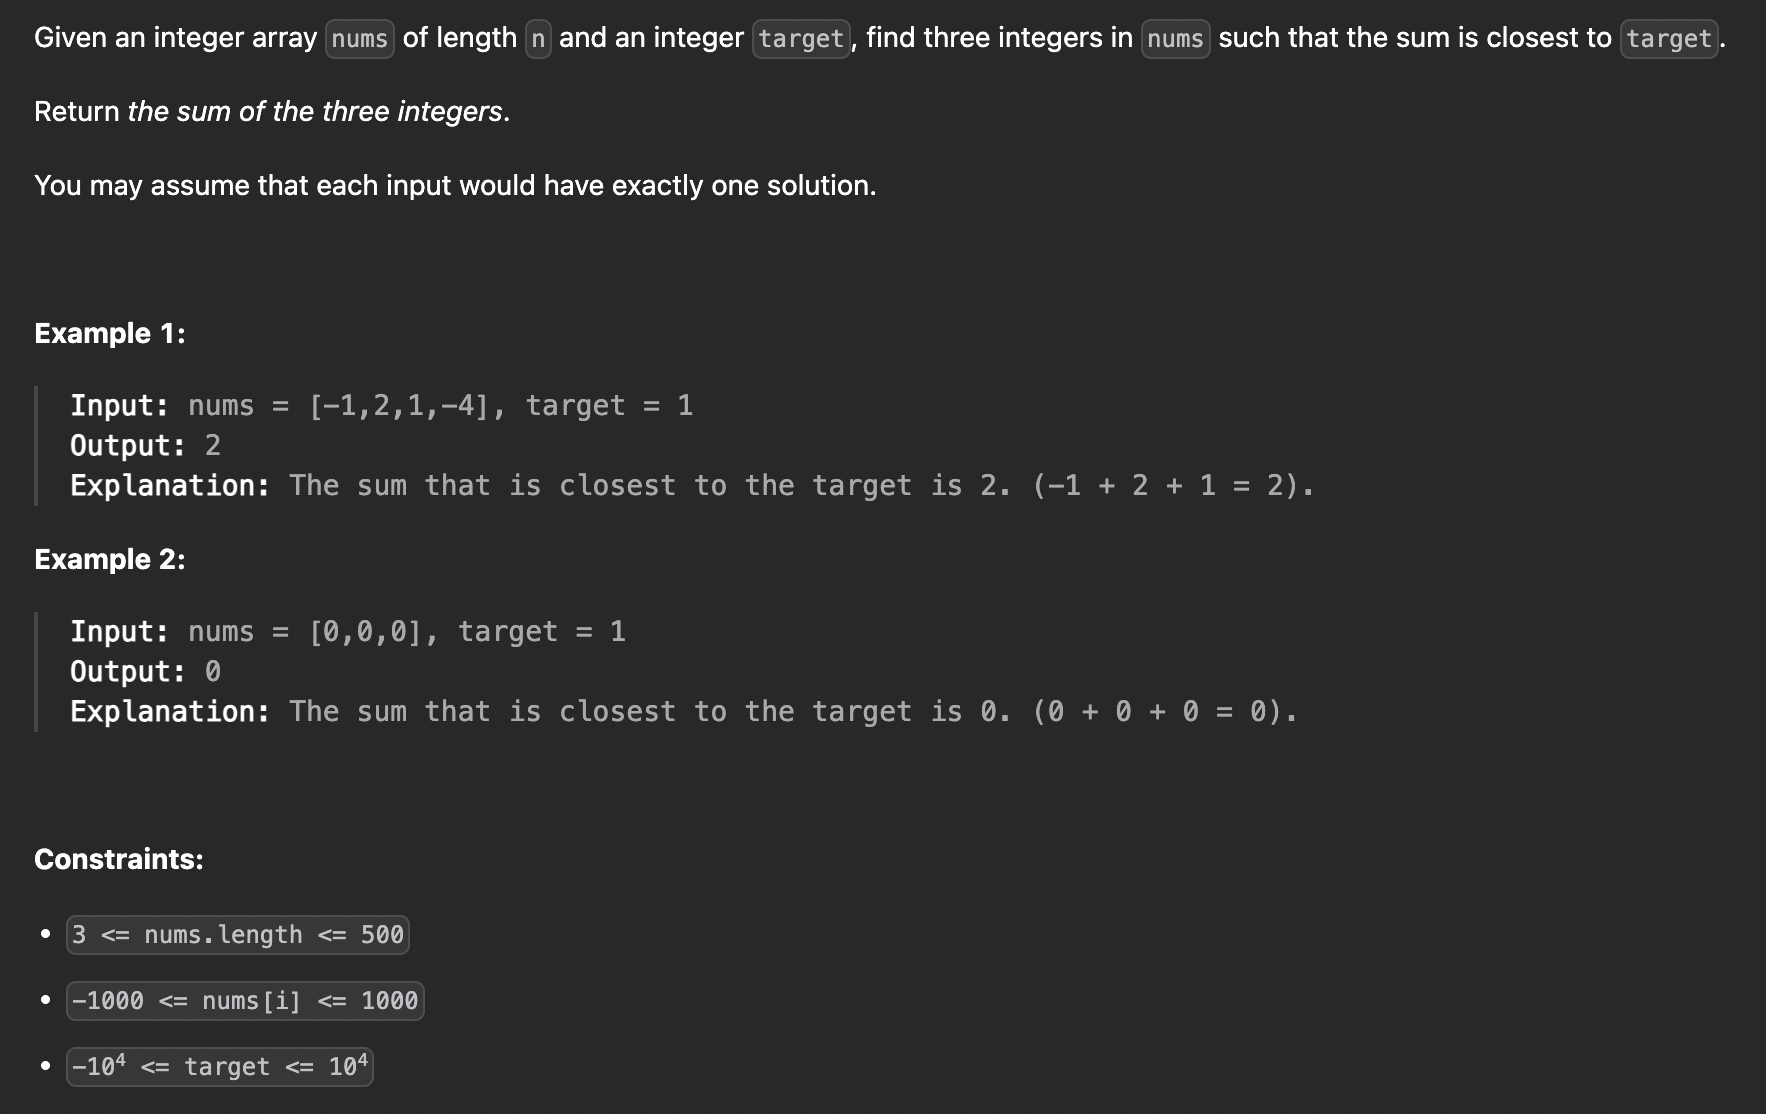 Given an integer array nums of length n and an integer target, find three integers in nums such that the sum is closest to target.
Return the sum of the three integers.
You may assume that each input would have exactly one solution.
Example 1:
Input: nums = [-1,2,1,-4], target = 1
Output: 2
Explanation: The sum that is closest to the target is 2. (-1 + 2 + 1 = 2).
Example 2:
Input: nums = [0,0,0], target = 1
Output: 0
Explanation: The sum that is closest to the target is 0. (0 + 0 + 0 = 0).
Constraints:
• 3 <= nums.length <= 500
• -1000 <= nums[i] <= 1000
• -10⁴ <= target <= 10⁴